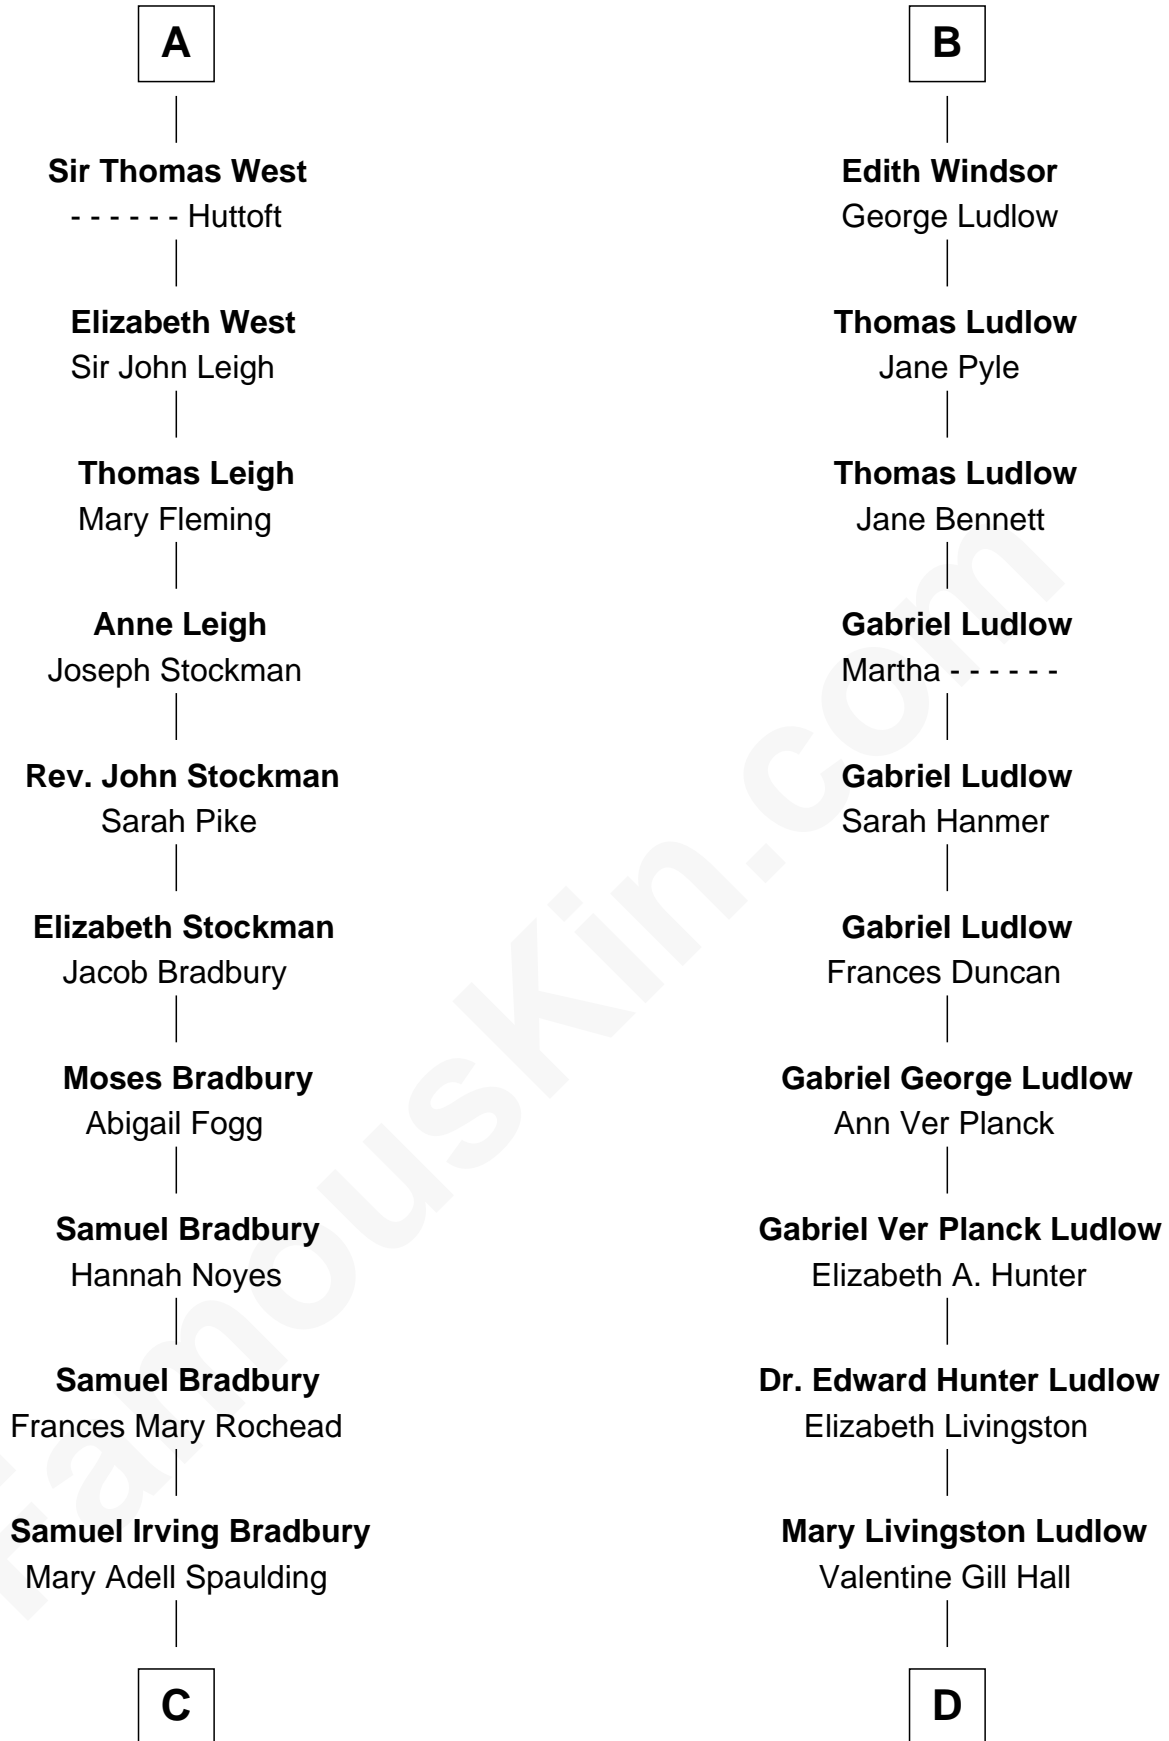 A
Sir Thomas West
- - - - - - Huttoft
Elizabeth West
Sir John Leigh
Thomas Leigh
Mary Fleming
Anne Leigh
Joseph Stockman
Rev. John Stockman
Sarah Pike
Elizabeth Stockman
Jacob Bradbury
Moses Bradbury
Abigail Fogg
Samuel Bradbury
Hannah Noyes
Samuel Bradbury
Frances Mary Rochead
Samuel Irving Bradbury
Mary Adell Spaulding
C
B
Edith Windsor
George Ludlow
Thomas Ludlow
Jane Pyle
Thomas Ludlow
Jane Bennett
Gabriel Ludlow
Martha - - - - - -
Gabriel Ludlow
Sarah Hanmer
Gabriel Ludlow
Frances Duncan
Gabriel George Ludlow
Ann Ver Planck
Gabriel Ver Planck Ludlow
Elizabeth A. Hunter
Dr. Edward Hunter Ludlow
Elizabeth Livingston
Mary Livingston Ludlow
Valentine Gill Hall
D
FamousKin.com